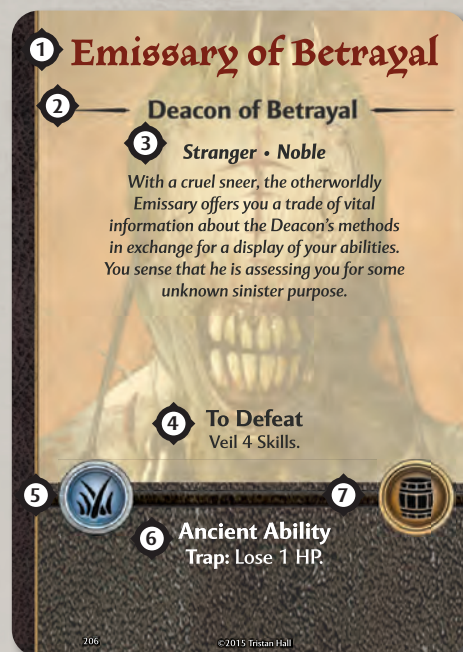 1 Emissary of Betrayal
2 Deacon of Betrayal
3 Stranger • Noble
With a cruel sneer, the otherworldly
Emissary offers you a trade of vital
information about the Deacon's methods
in exchange for a display of your abilities.
You sense that he is assessing you for some
unknown sinister purpose.
4 To Defeat
Veil 4 Skills.
5 7
6 Ancient Ability
Trap: Lose 1 HP.
206 ©2015 Tristan Hall